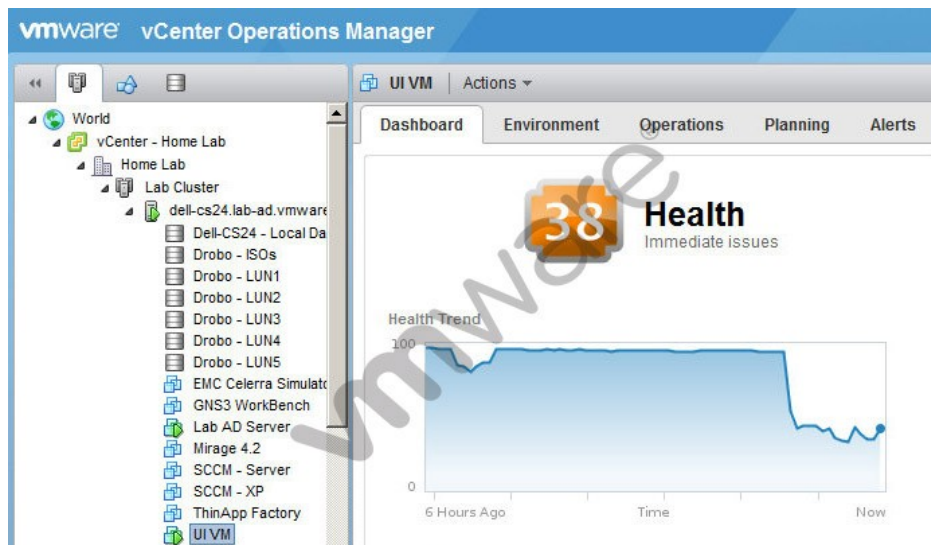 vmware vCenter Operations Manager
UI VM | Actions
World
vCenter - Home Lab
Home Lab
Lab Cluster
dell-cs24.lab-ad.vmware
Dell-CS24 - Local Da
Drobo - ISOs
Drobo - LUN1
Drobo - LUN2
Drobo - LUN3
Drobo - LUN4
Drobo - LUN5
EMC Celerra Simulato
GNS3 WorkBench
Lab AD Server
Mirage 4.2
SCCM - Server
SCCM - XP
ThinApp Factory
UI VM
Dashboard Environment Operations Planning Alerts
38 Health
Immediate issues
Health Trend
100
0
6 Hours Ago Time Now
vmware®